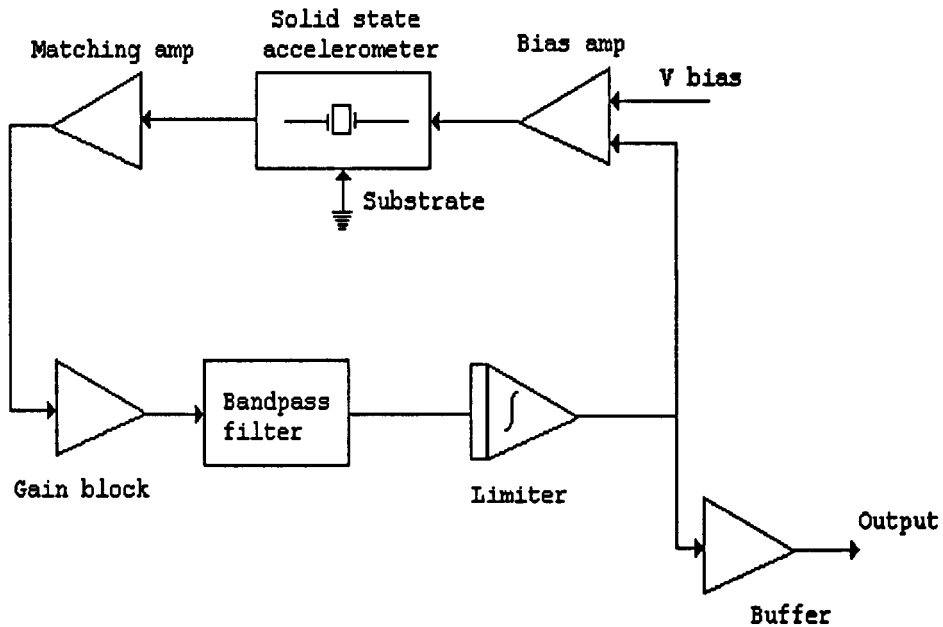 Solid state
accelerometer
Matching amp
Bias amp
V bias
Substrate
Bandpass
filter
Gain block
Limiter
Output
Buffer